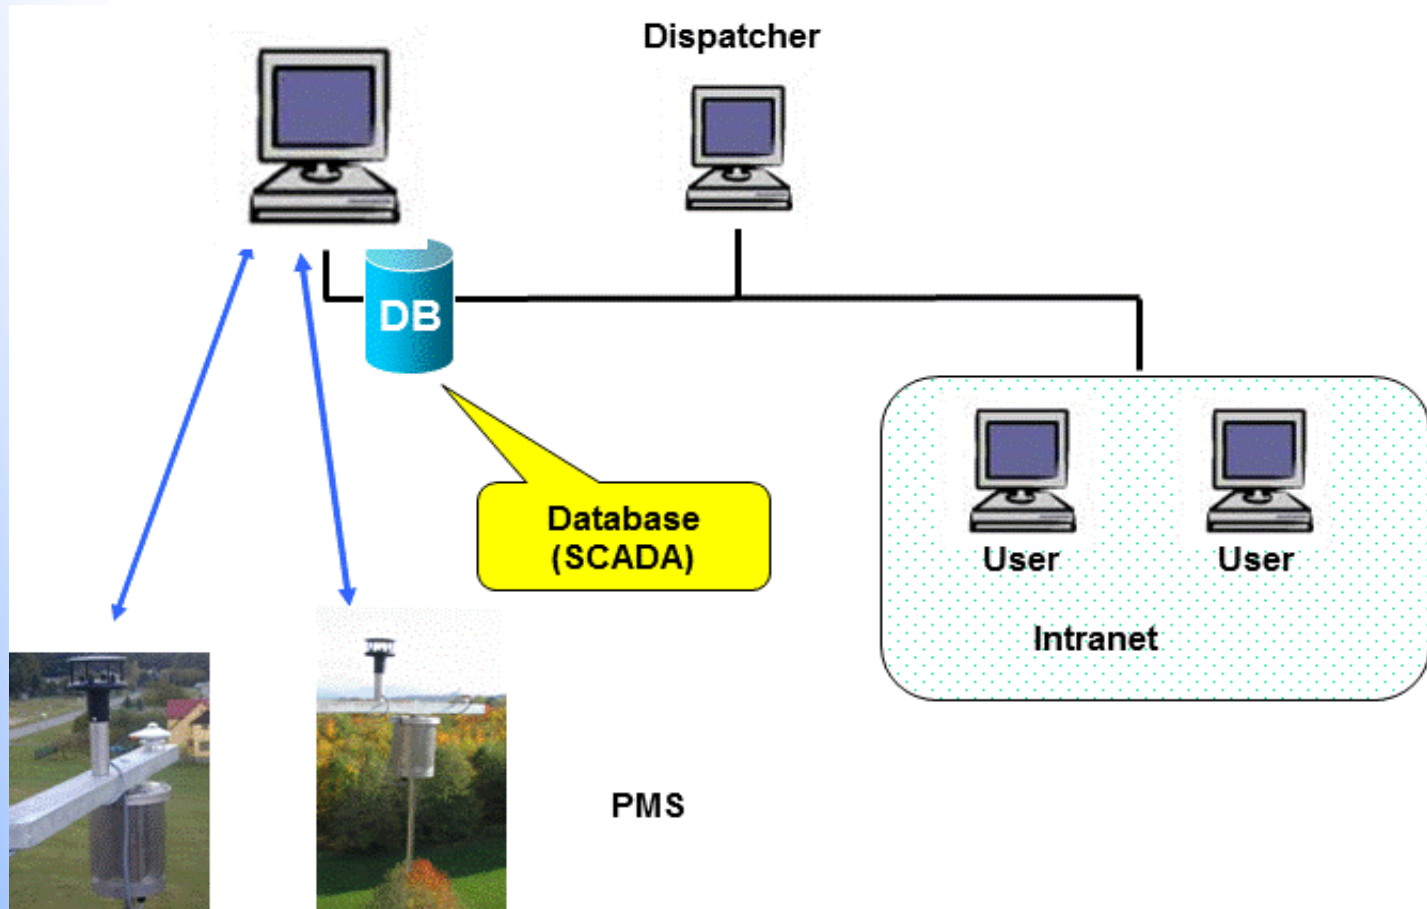 Dispatcher
DB
Database
(SCADA)
User
User
Intranet
PMS